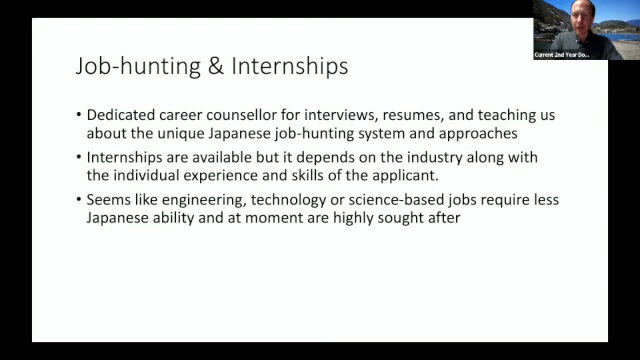 Current 2nd Year Do...
Job-hunting & Internships
• Dedicated career counsellor for interviews, resumes, and teaching us
about the unique Japanese job-hunting system and approaches
• Internships are available but it depends on the industry along with
the individual experience and skills of the applicant.
• Seems like engineering, technology or science-based jobs require less
Japanese ability and at moment are highly sought after